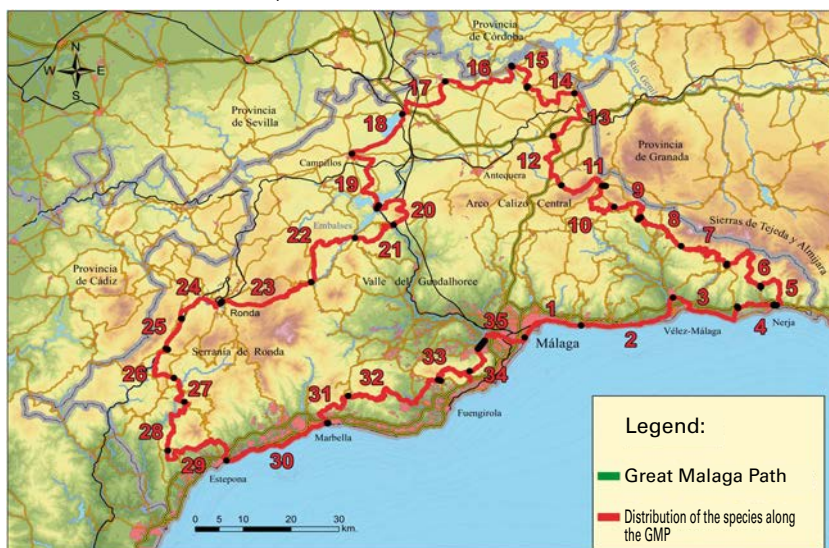 Provincia
de Córdoba
N
W E
S
15
16
17
14
Río Genil
18
13
Provincia
de Sevilla
Provincia
de Granada
12
Campillos
Antequera
11
19
9
Arco Calizo Central
10
20
Sierras de Tejeda y Almijara
8
22
Embalses
21
7
Provincia
de Cádiz
Valle del Guadalhorce
6
24
23
5
Ronda
35
1
3
25
2
Vélez-Málaga
4
Nerja
Málaga
Serranía de Ronda
33
26
34
27
32
31
Fuengirola
28
Marbella
29
30
Estepona
0 5 10 20 30
km.
Legend:
Great Malaga Path
Distribution of the species along
the GMP